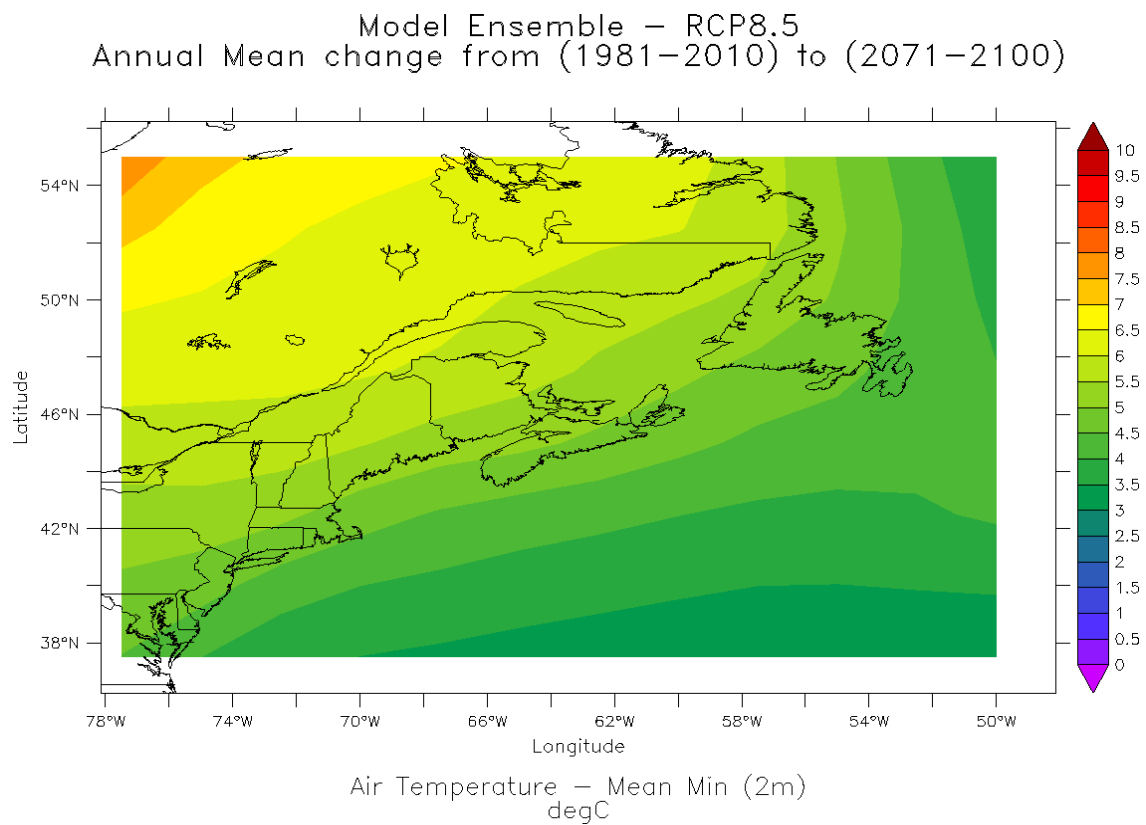 Model Ensemble – RCP8.5
Annual Mean change from (1981–2010) to (2071–2100)
54°N
50°N
46°N
42°N
38°N
Latitude
78°W 74°W 70°W 66°W 62°W 58°W 54°W 50°W
Longitude
10
9.5
9
8.5
8
7.5
7
6.5
6
5.5
5
4.5
4
3.5
3
2.5
2
1.5
1
0.5
0
Air Temperature – Mean Min (2m)
degC